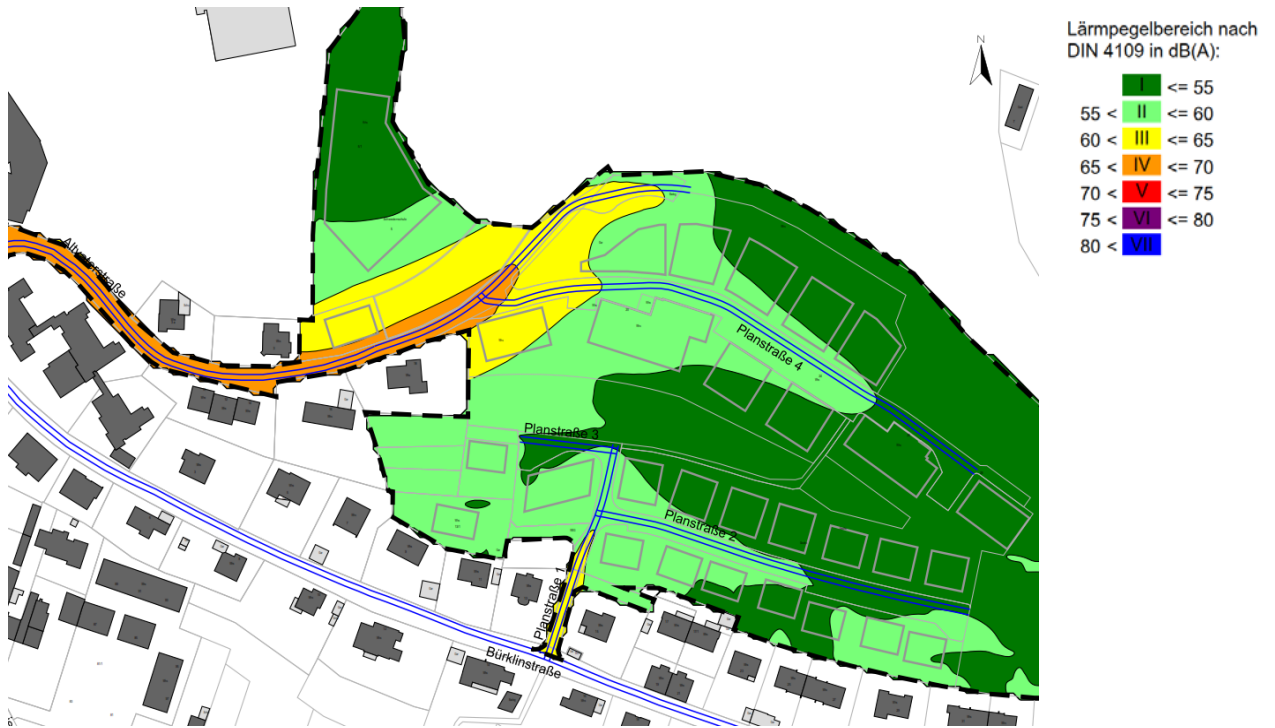 Lärmpegelbereich nach
DIN 4109 in dB(A):
I <= 55
55 < II <= 60
60 < III <= 65
65 < IV <= 70
70 < V <= 75
75 < VI <= 80
80 < VII
N
Altvaterstraße
Planstraße 4
Planstraße 3
Planstraße 2
Planstraße 1
Bürklinstraße